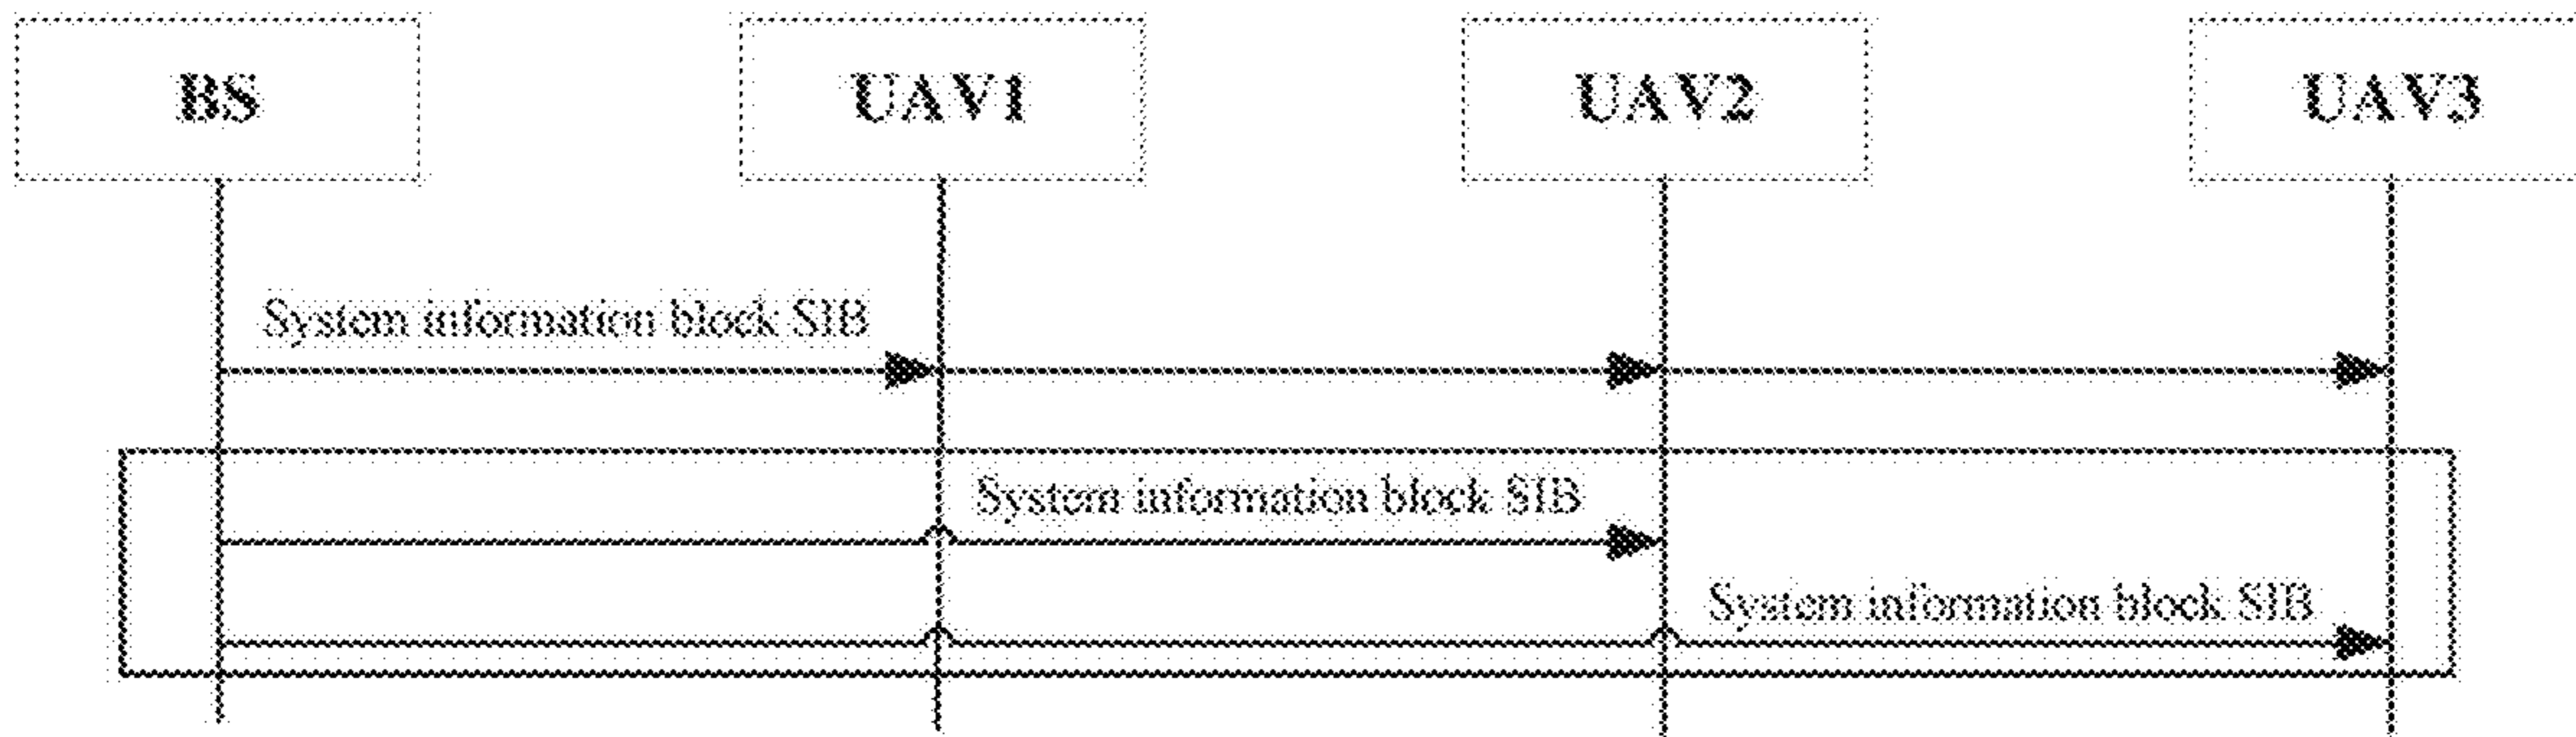 BS
UAV1
UAV2
UAV3
System information block SIB
System information block SIB
System information block SIB